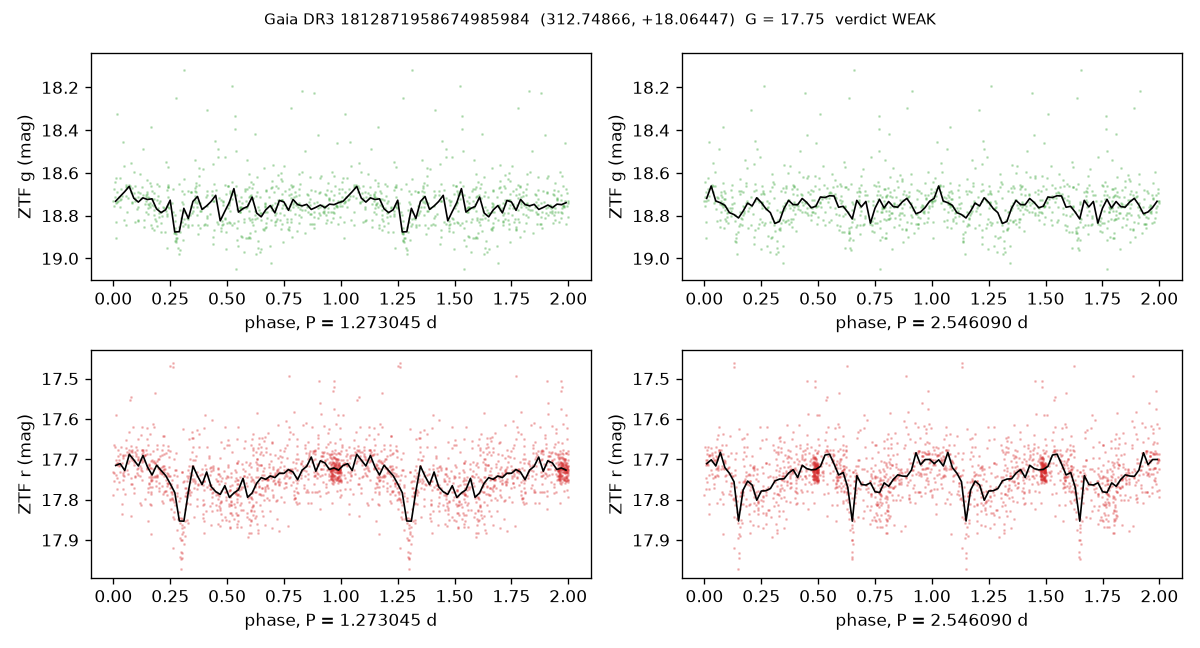 Gaia DR3 1812871958674985984 (312.74866, +18.06447) G = 17.75 verdict WEAK
ZTF g (mag)
18.2
18.4
18.6
18.8
19.0
0.00 0.25 0.50 0.75 1.00 1.25 1.50 1.75 2.00
phase, P = 1.273045 d
ZTF g (mag)
18.2
18.4
18.6
18.8
19.0
0.00 0.25 0.50 0.75 1.00 1.25 1.50 1.75 2.00
phase, P = 2.546090 d
ZTF r (mag)
17.5
17.6
17.7
17.8
17.9
0.00 0.25 0.50 0.75 1.00 1.25 1.50 1.75 2.00
phase, P = 1.273045 d
ZTF r (mag)
17.5
17.6
17.7
17.8
17.9
0.00 0.25 0.50 0.75 1.00 1.25 1.50 1.75 2.00
phase, P = 2.546090 d